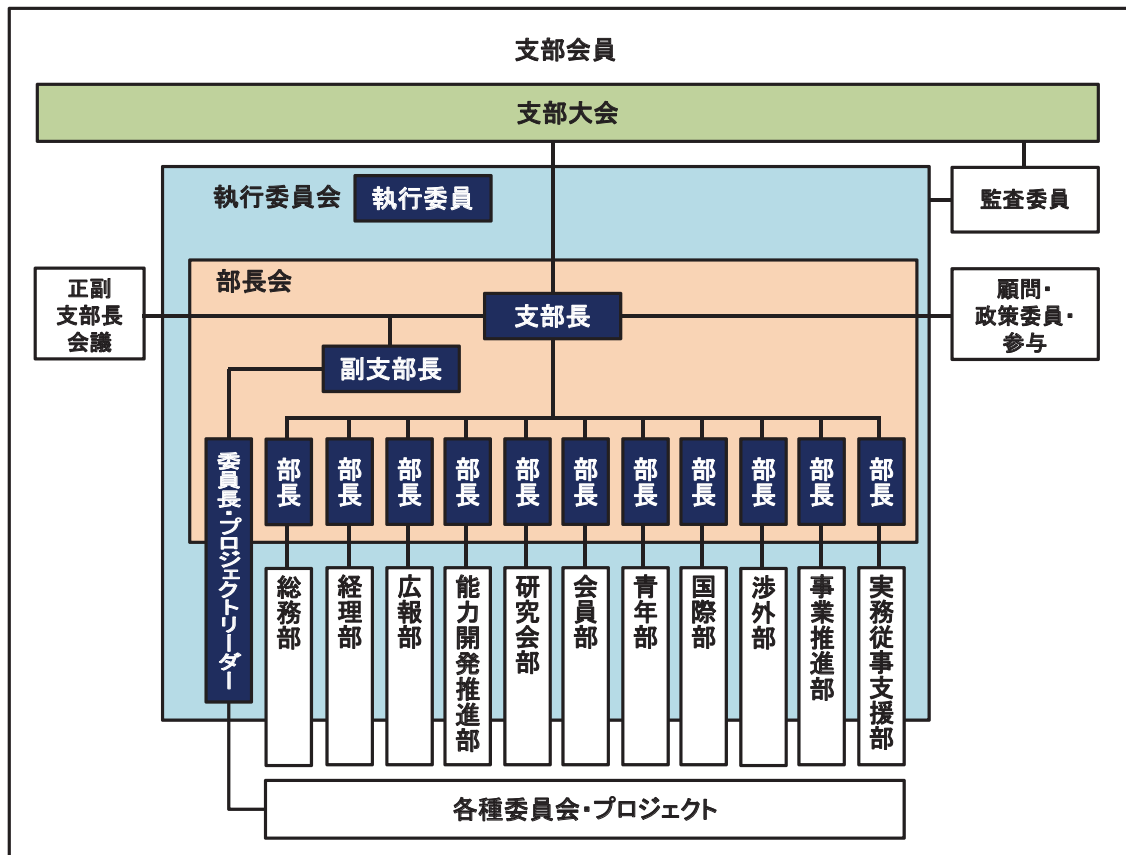 支部会員
支部大会
執行委員会
執行委員
監査委員
部長会
正副
支部長
会議
支部長
顧問・
政策委員・
参与
副支部長
委員長・プロジェクトリーダー
部長
部長
部長
部長
部長
部長
部長
部長
部長
部長
部長
総務部
経理部
広報部
能力開発推進部
研究会部
会員部
青年部
国際部
渉外部
事業推進部
実務従事支援部
各種委員会・プロジェクト